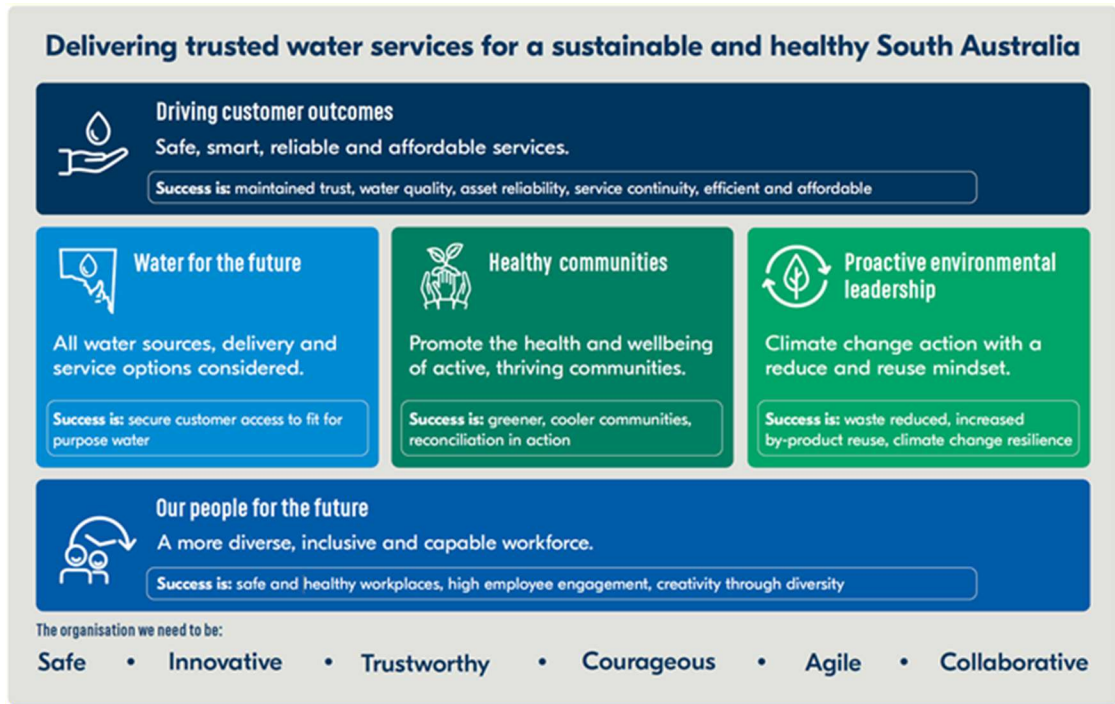 Delivering trusted water services for a sustainable and healthy South Australia
Driving customer outcomes
Safe, smart, reliable and affordable services.
Success is: maintained trust, water quality, asset reliability, service continuity, efficient and affordable
Water for the future
All water sources, delivery and
service options considered.
Success is: secure customer access to fit for
purpose water
Healthy communities
Promote the health and wellbeing
of active, thriving communities.
Success is: greener, cooler communities,
reconciliation in action
Proactive environmental
leadership
Climate change action with a
reduce and reuse mindset.
Success is: waste reduced, increased
by-product reuse, climate change resilience
Our people for the future
A more diverse, inclusive and capable workforce.
Success is: safe and healthy workplaces, high employee engagement, creativity through diversity
The organisation we need to be:
Safe • Innovative • Trustworthy • Courageous • Agile • Collaborative